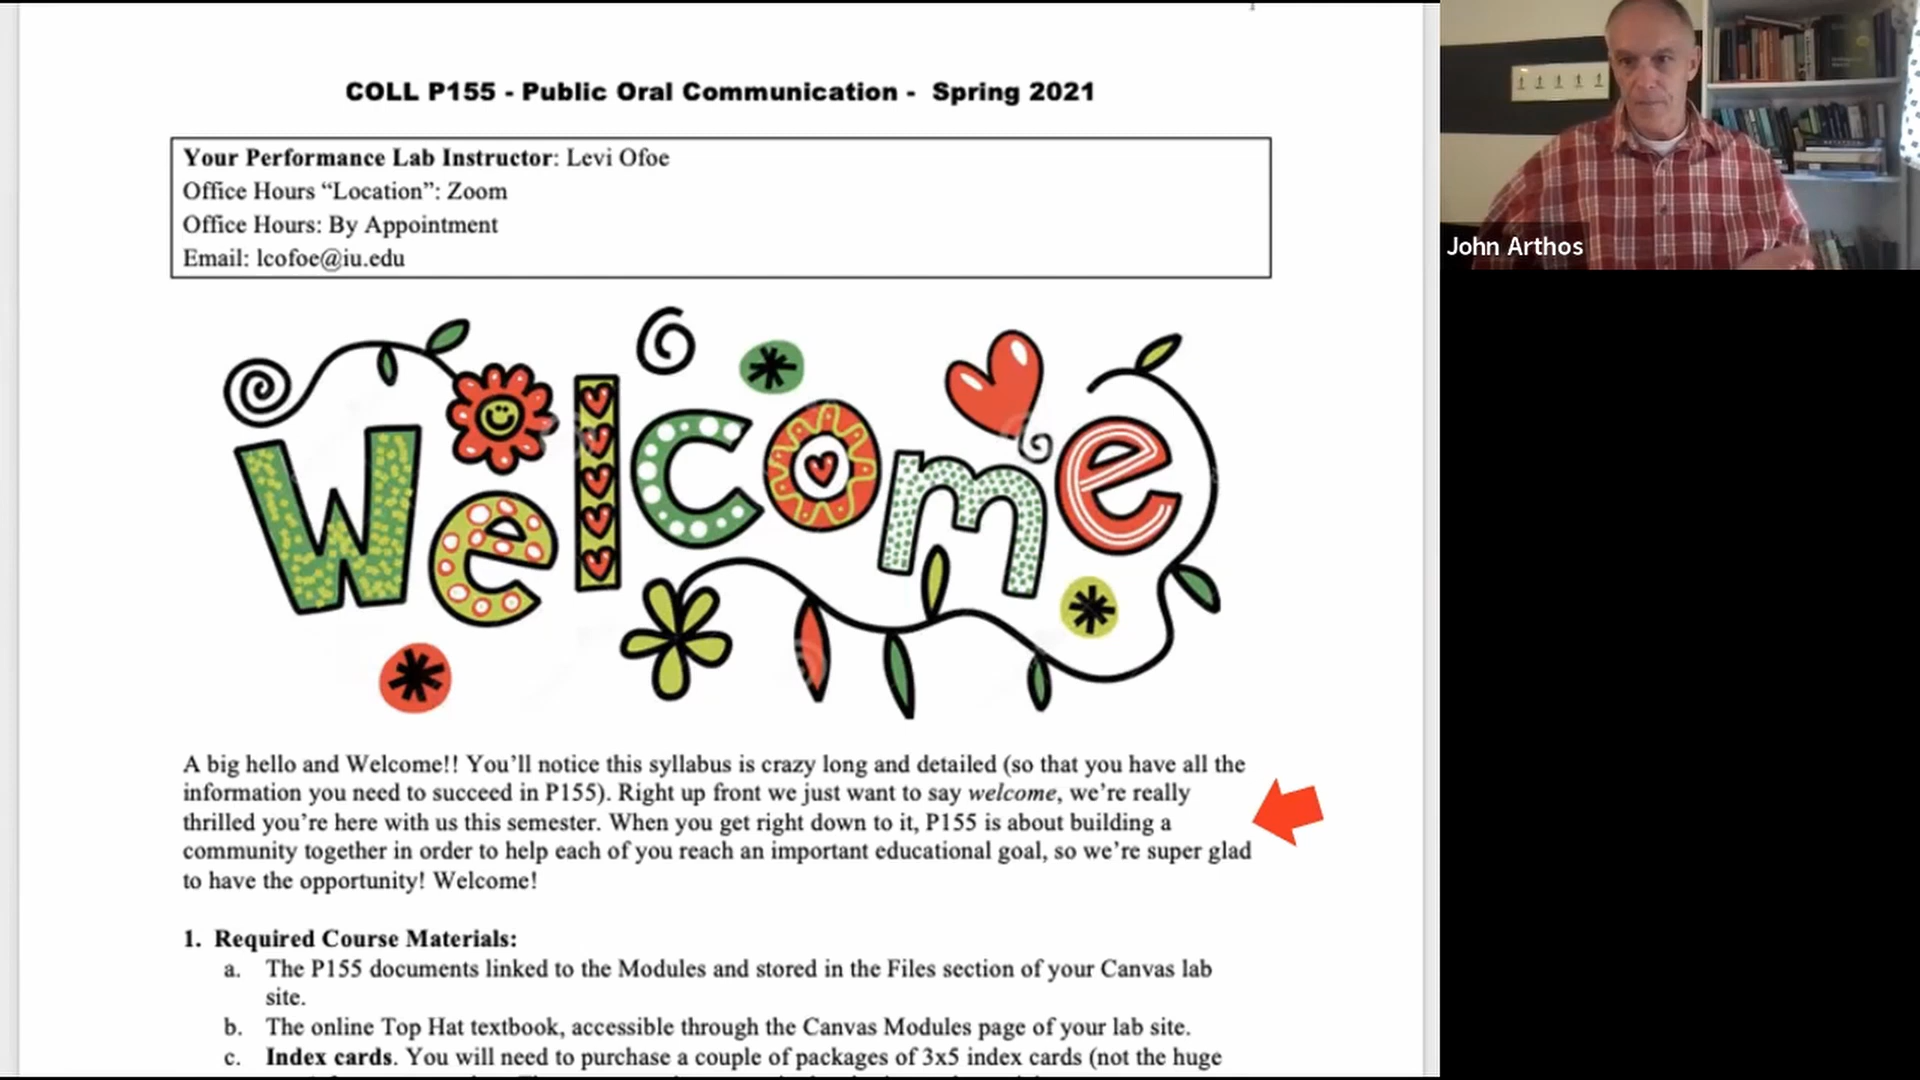 COLL P155 - Public Oral Communication - Spring 2021
Your Performance Lab Instructor: Levi Ofoe
Office Hours “Location”: Zoom
Office Hours: By Appointment
Email: lcofoe@iu.edu
Welcome
A big hello and Welcome!! You’ll notice this syllabus is crazy long and detailed (so that you have all the
information you need to succeed in P155). Right up front we just want to say welcome, we’re really
thrilled you’re here with us this semester. When you get right down to it, P155 is about building a
community together in order to help each of you reach an important educational goal, so we’re super glad
to have the opportunity! Welcome!
1. Required Course Materials:
a. The P155 documents linked to the Modules and stored in the Files section of your Canvas lab
site.
b. The online Top Hat textbook, accessible through the Canvas Modules page of your lab site.
c. Index cards. You will need to purchase a couple of packages of 3x5 index cards (not the huge
John Arthos